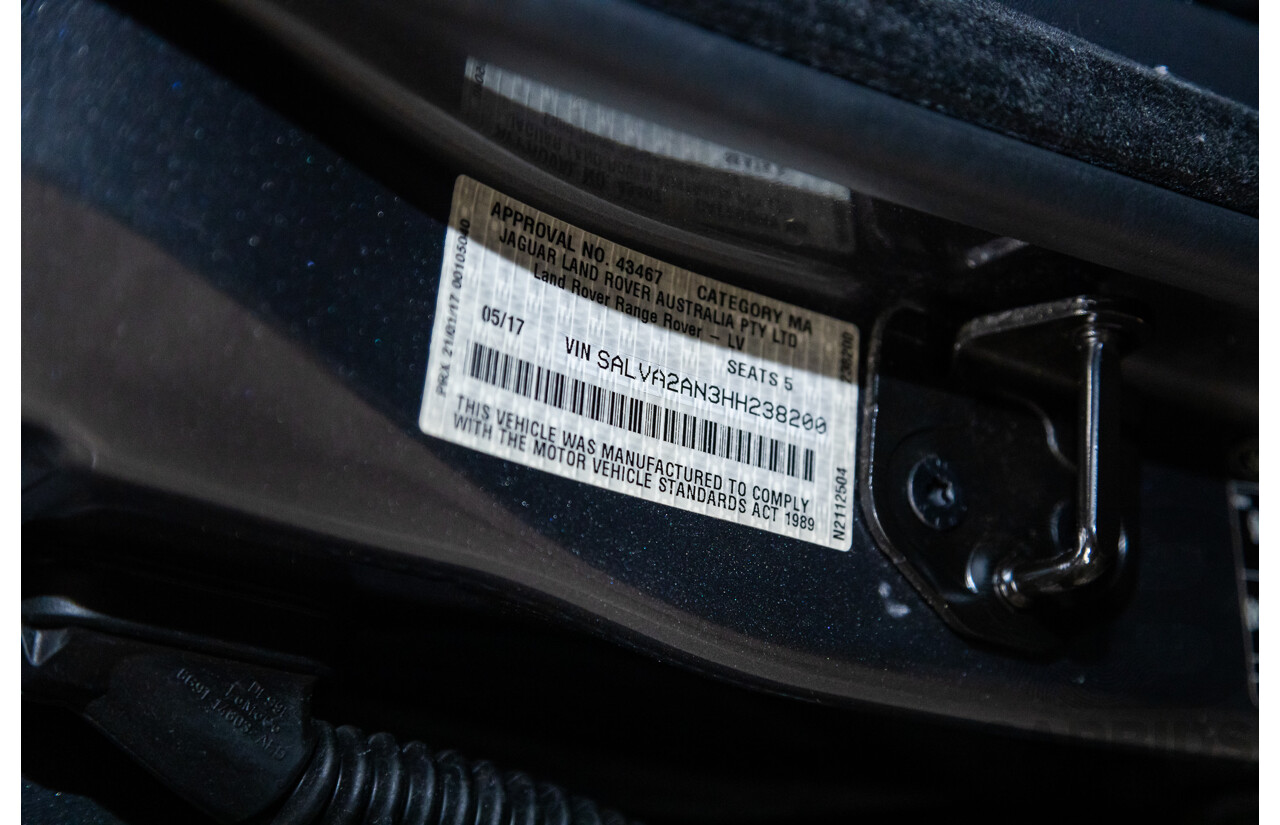 APPROVAL NO. 43467 CATEGORY MA
JAGUAR LAND ROVER AUSTRALIA PTY LTD
Land Rover Range Rover - LV
05/17 SEATS 5
VIN SALVA2AN3HH238200
THIS VEHICLE WAS MANUFACTURED TO COMPLY
WITH THE MOTOR VEHICLE STANDARDS ACT 1989
21/01/17 00105040
238200
N2112504